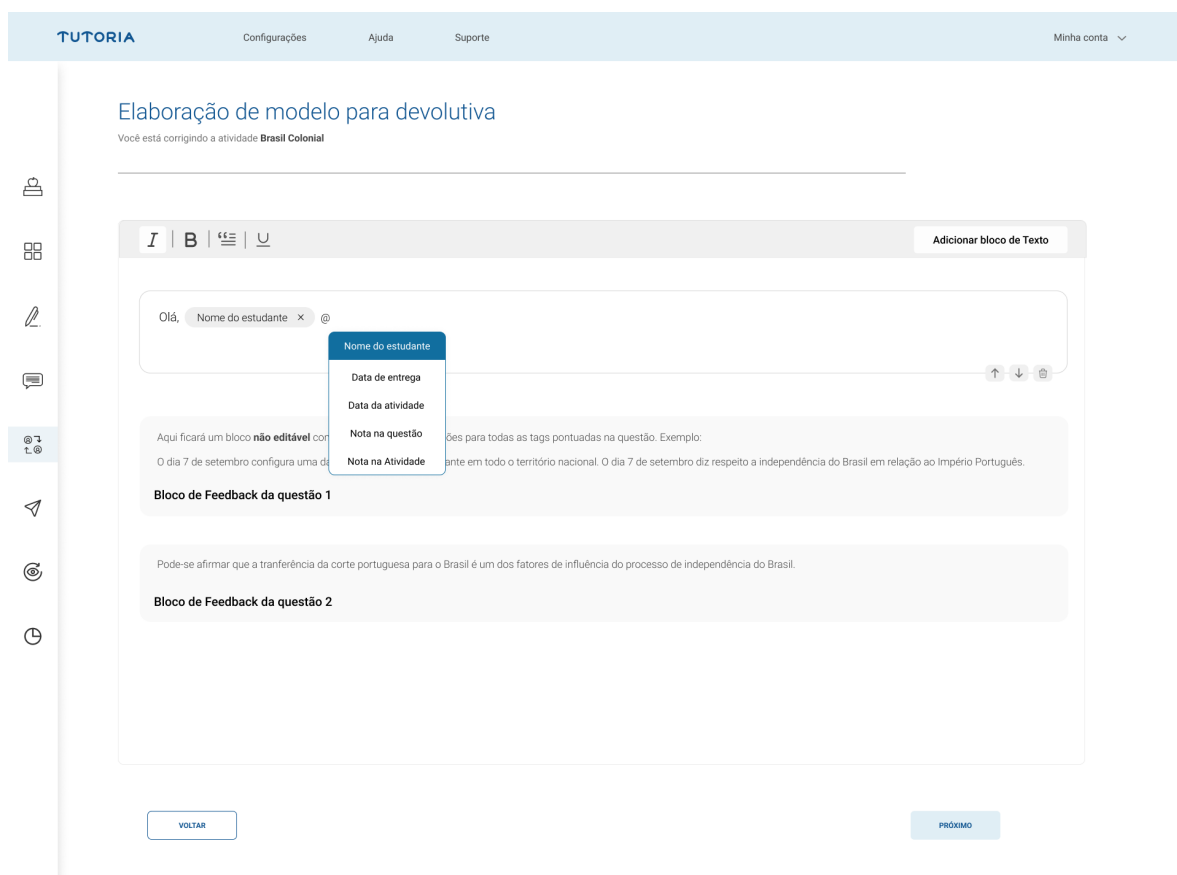 TUTORIA
Configurações
Ajuda
Suporte
Minha conta
Elaboração de modelo para devolutiva
Você está corrigindo a atividade Brasil Colonial
I B U
Adicionar bloco de Texto
Olá, Nome do estudante × @
Nome do estudante
Data de entrega
Data da atividade
Nota na questão
Nota na Atividade
Aqui ficará um bloco não editável ões para todas as tags pontuadas na questão. Exemplo:
O dia 7 de setembro configura uma em todo o território nacional. O dia 7 de setembro diz respeito a independência do Brasil em relação ao Império Português.
Bloco de Feedback da questão 1
Pode-se afirmar que a tranferência da corte portuguesa para o Brasil é um dos fatores de influência do processo de independência do Brasil.
Bloco de Feedback da questão 2
VOLTAR
PRÓXIMO